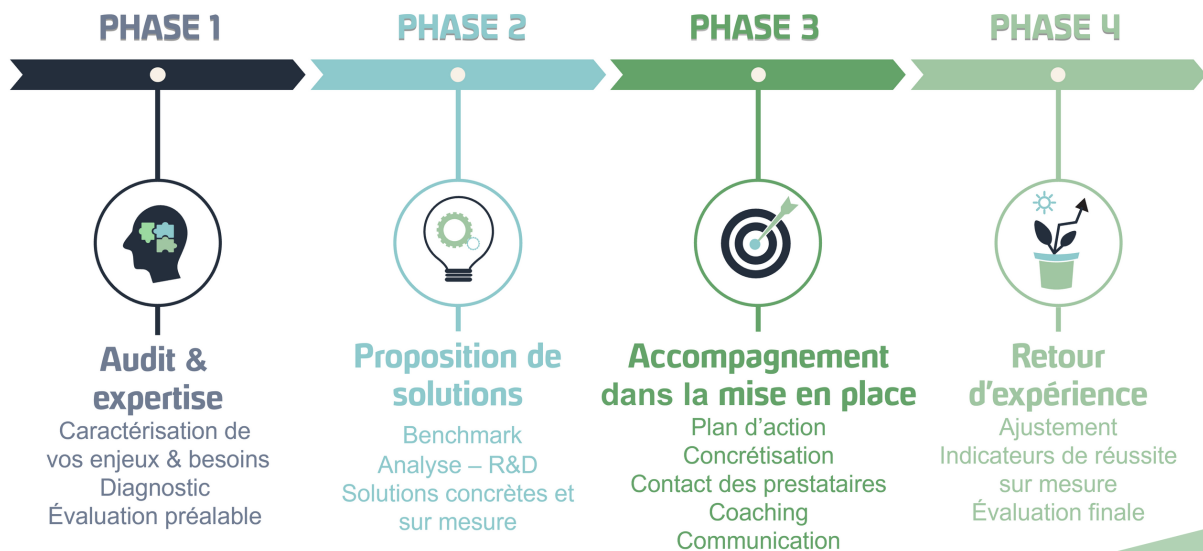 PHASE 1
PHASE 2
PHASE 3
PHASE 4
Audit &
expertise
Caractérisation de
vos enjeux & besoins
Diagnostic
Évaluation préalable
Proposition de
solutions
Benchmark
Analyse – R&D
Solutions concrètes et
sur mesure
Accompagnement
dans la mise en place
Plan d’action
Concrétisation
Contact des prestataires
Coaching
Communication
Retour
d’expérience
Ajustement
Indicateurs de réussite
sur mesure
Évaluation finale